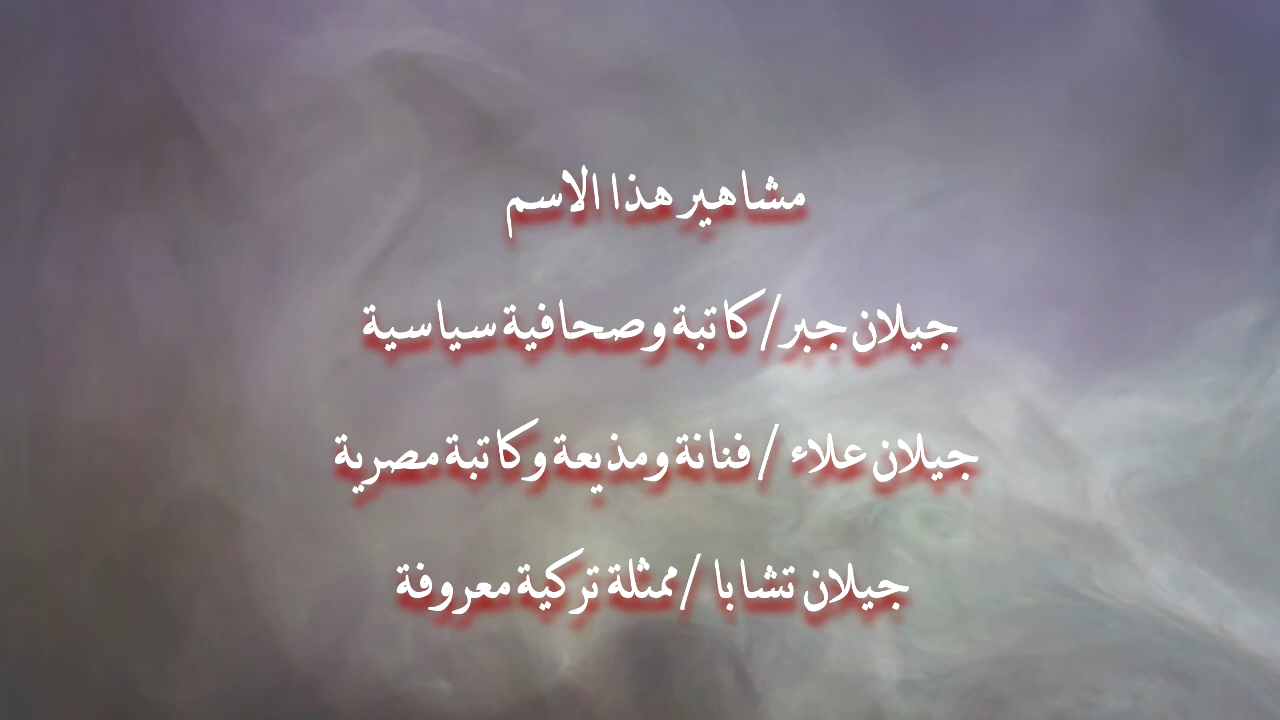 مشاهير هذا الاسم
جيلان جبر/كاتبة وصحافية سياسية
جيلان علاء / فنانة ومذيعة وكاتبة مصرية
جيلان تشابا /ممثلة تركية معروفة